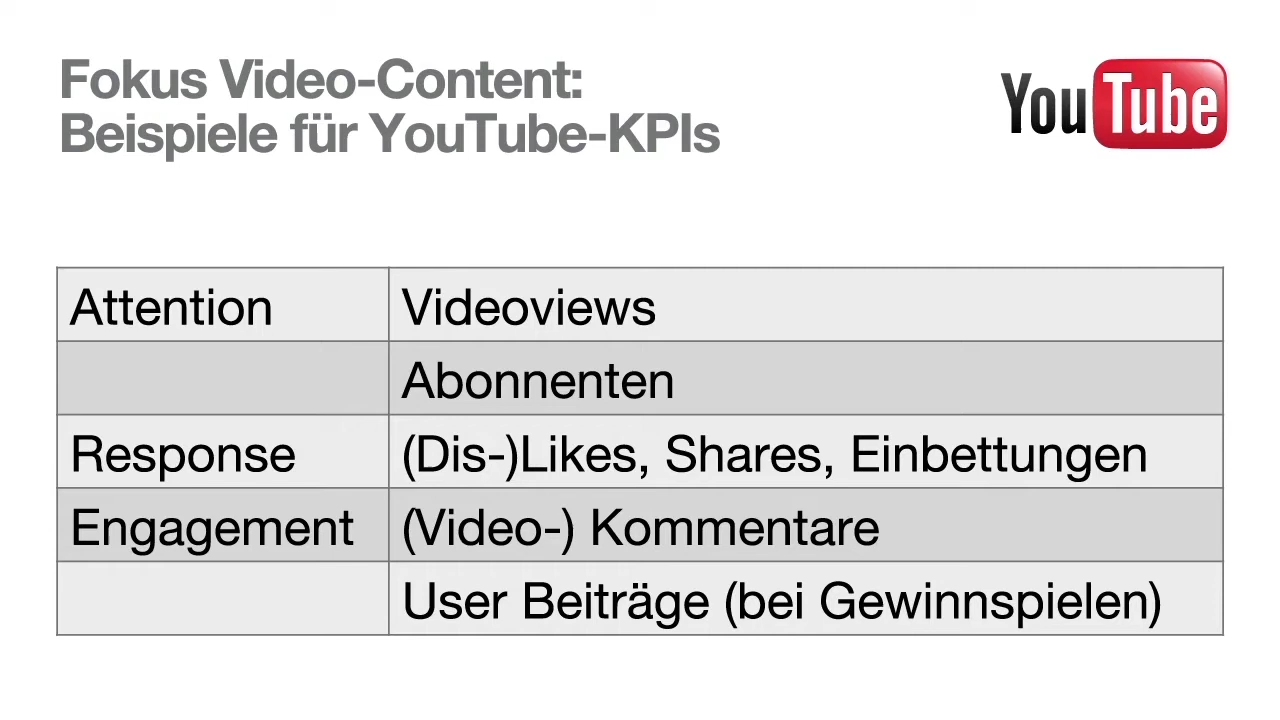 Fokus Video-Content:
Beispiele für YouTube-KPIs
YouTube
Attention Videoviews
Abonnenten
Response (Dis-)Likes, Shares, Einbettungen
Engagement (Video-) Kommentare
User Beiträge (bei Gewinnspielen)